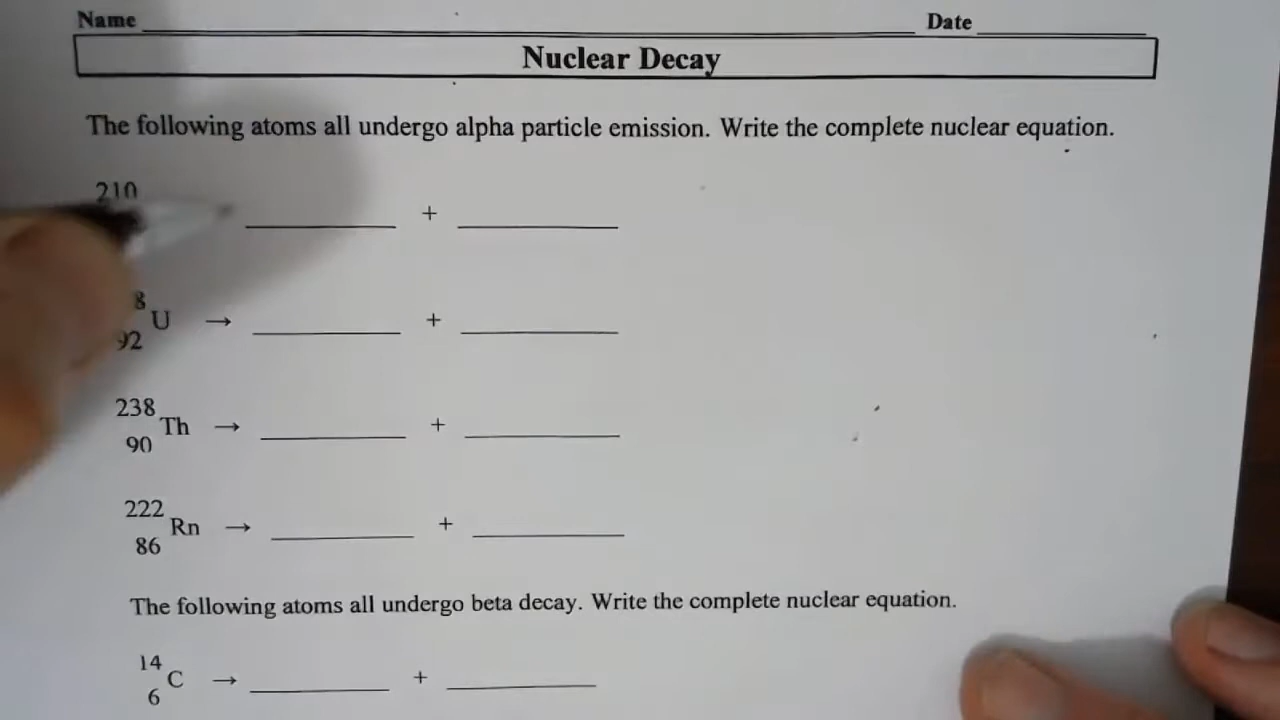 Name Date
Nuclear Decay
The following atoms all undergo alpha particle emission. Write the complete nuclear equation.
210
+
8
92 U → +
238
90 Th → +
222
86 Rn → +
The following atoms all undergo beta decay. Write the complete nuclear equation.
14
6 C → +